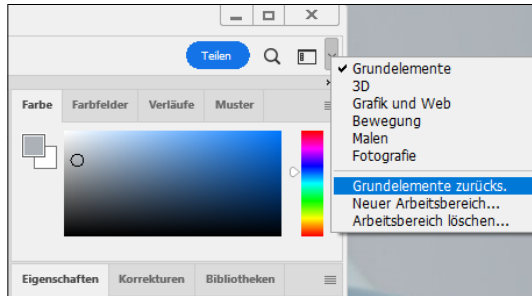 Teilen
Farbe Farbfelder Verläufe Muster
Grundelemente
3D
Grafik und Web
Bewegung
Malen
Fotografie
Grundelemente zurücks.
Neuer Arbeitsbereich...
Arbeitsbereich löschen...
Eigenschaften Korrekturen Bibliotheken